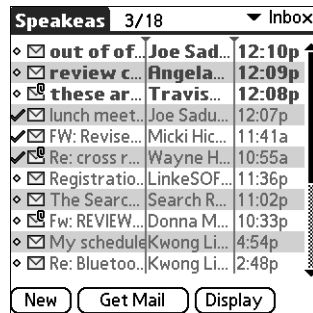 Speakeas 3/18 Inbox
out of of... Joe Sad... 12:10p
review c... Angela... 12:09p
these ar... Travis... 12:08p
lunch meet... Joe Sadu... 12:07p
FW: Revise... Micki Hic... 11:41a
Re: cross r... Wayne H... 10:55a
Registratio... LinkeSOF... 11:36p
The Searc... Search R... 11:02p
Fw: REVIEW... Donna M... 10:33p
My schedule Kwong Li... 4:54p
Re: Bluetoo... Kwong Li... 2:48p
New Get Mail Display